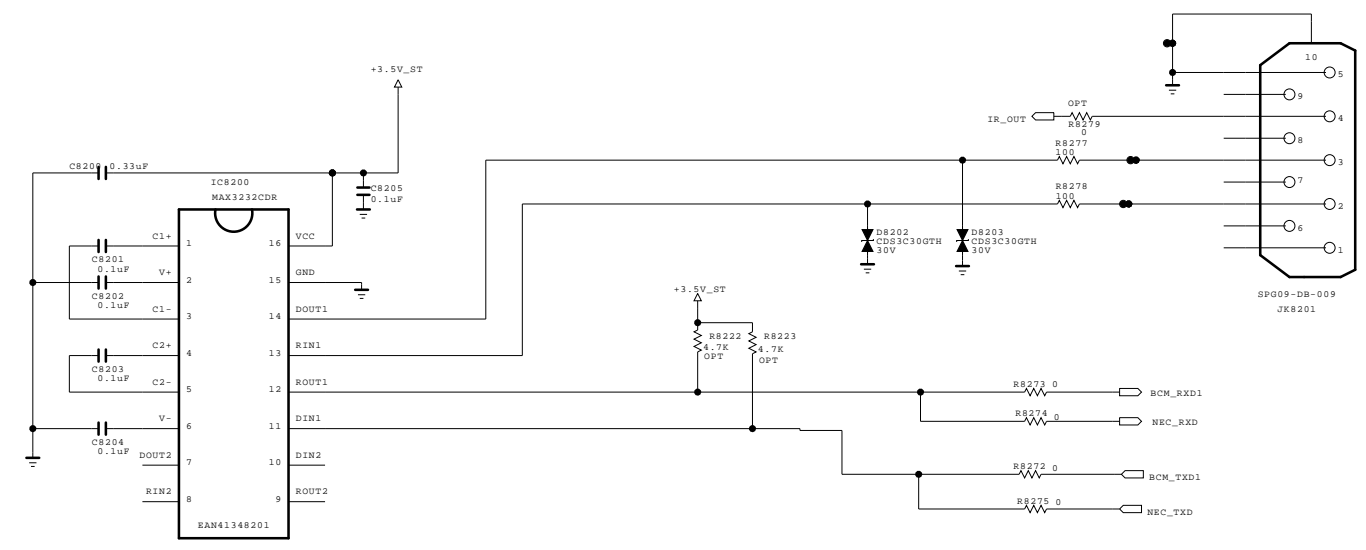 10
5
9
4
8
3
7
2
6
1
SPG09-DB-009
JK8201
+3.5V_ST
OPT
IR_OUT
R8279
0
R8277
100
R8278
100
0.33uF
C8205
0.1uF
IC8200
MAX3232CDR
D8202
CDS3C30GTH
30V
D8203
CDS3C30GTH
30V
C1+
1
16
VCC
C8201
0.1uF
V+
2
15
GND
C8202
0.1uF
C1-
3
14
DOUT1
C2+
4
13
RIN1
C8203
0.1uF
C2-
5
12
ROUT1
V-
6
11
DIN1
C8204
0.1uF
DOUT2
7
10
DIN2
RIN2
8
9
ROUT2
EAN41348201
+3.5V_ST
R8222
4.7K
OPT
R8223
4.7K
OPT
R8273 0
BCM_RXD1
R8274 0
NEC_RXD
R8272 0
BCM_TXD1
R8275 0
NEC_TXD